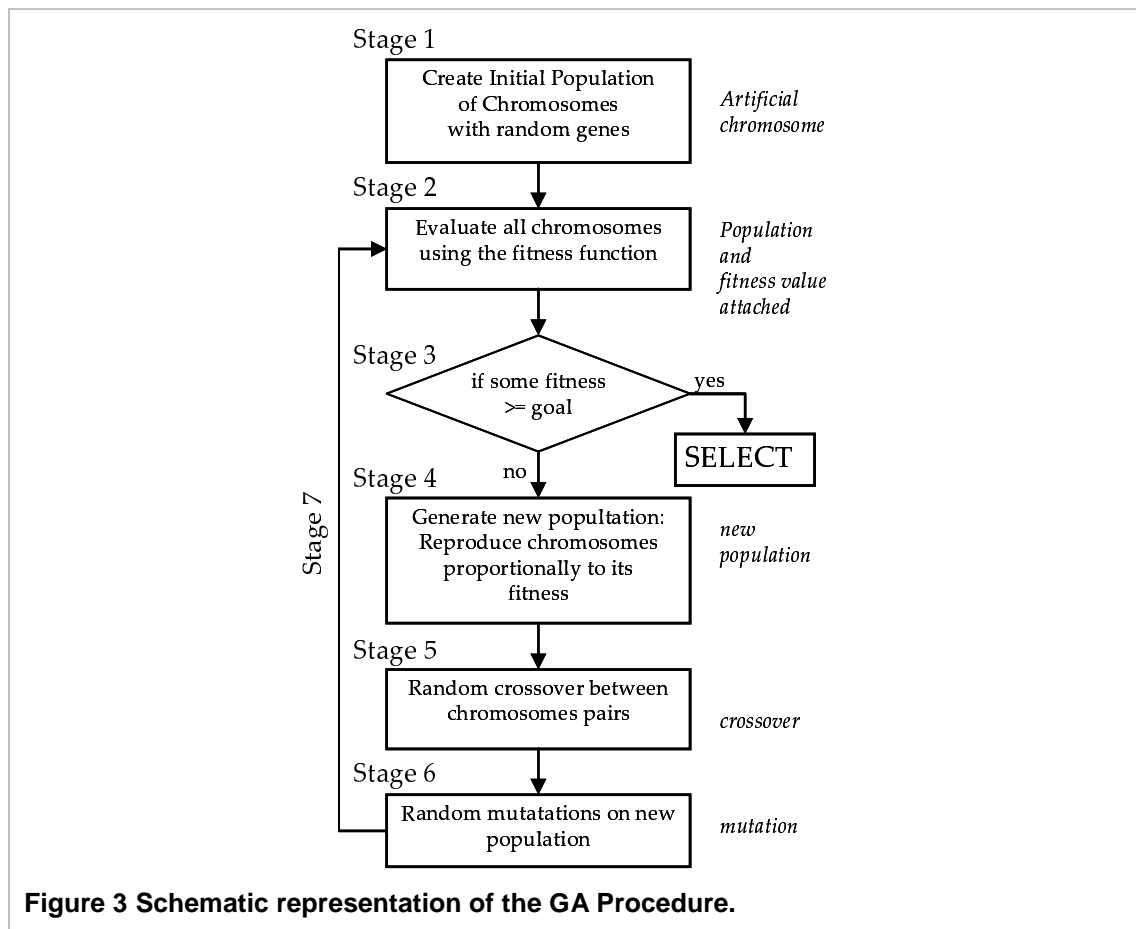 Stage 1
Create Initial Population
of Chromosomes
with random genes
Artificial
chromosome
Stage 2
Evaluate all chromosomes
using the fitness function
Population
and
fitness value
attached
Stage 3
if some fitness
>= goal
yes
SELECT
no
Stage 4
Generate new popultation:
Reproduce chromosomes
proportionally to its
fitness
new
population
Stage 7
Stage 5
Random crossover between
chromosomes pairs
crossover
Stage 6
Random mutatations on new
population
mutation
Figure 3 Schematic representation of the GA Procedure.